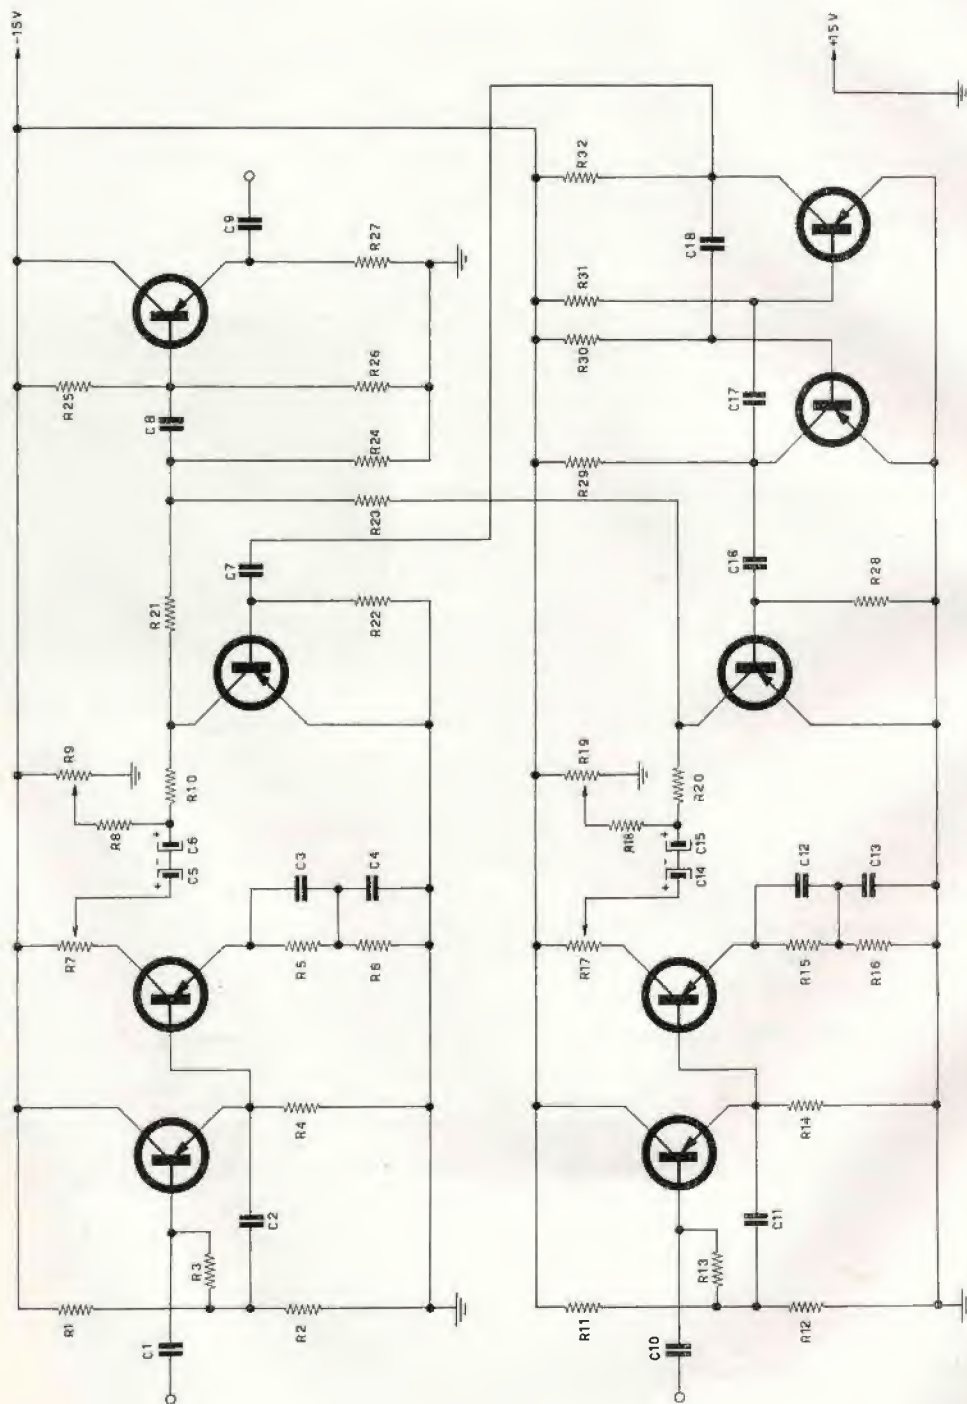 -15V
R25
C9
R27
C8
R26
R24
R23
R21
C7
R22
R9
R8
R10
+
-
+
C5
C6
R7
C3
C4
R5
R6
R4
C2
R3
R1
R2
C1
+15V
R32
C18
R31
R30
C17
R29
C16
R28
R19
R18
R20
+
-
+
C14
C15
R17
C12
C13
R15
R16
R14
C11
R13
R11
R12
C10